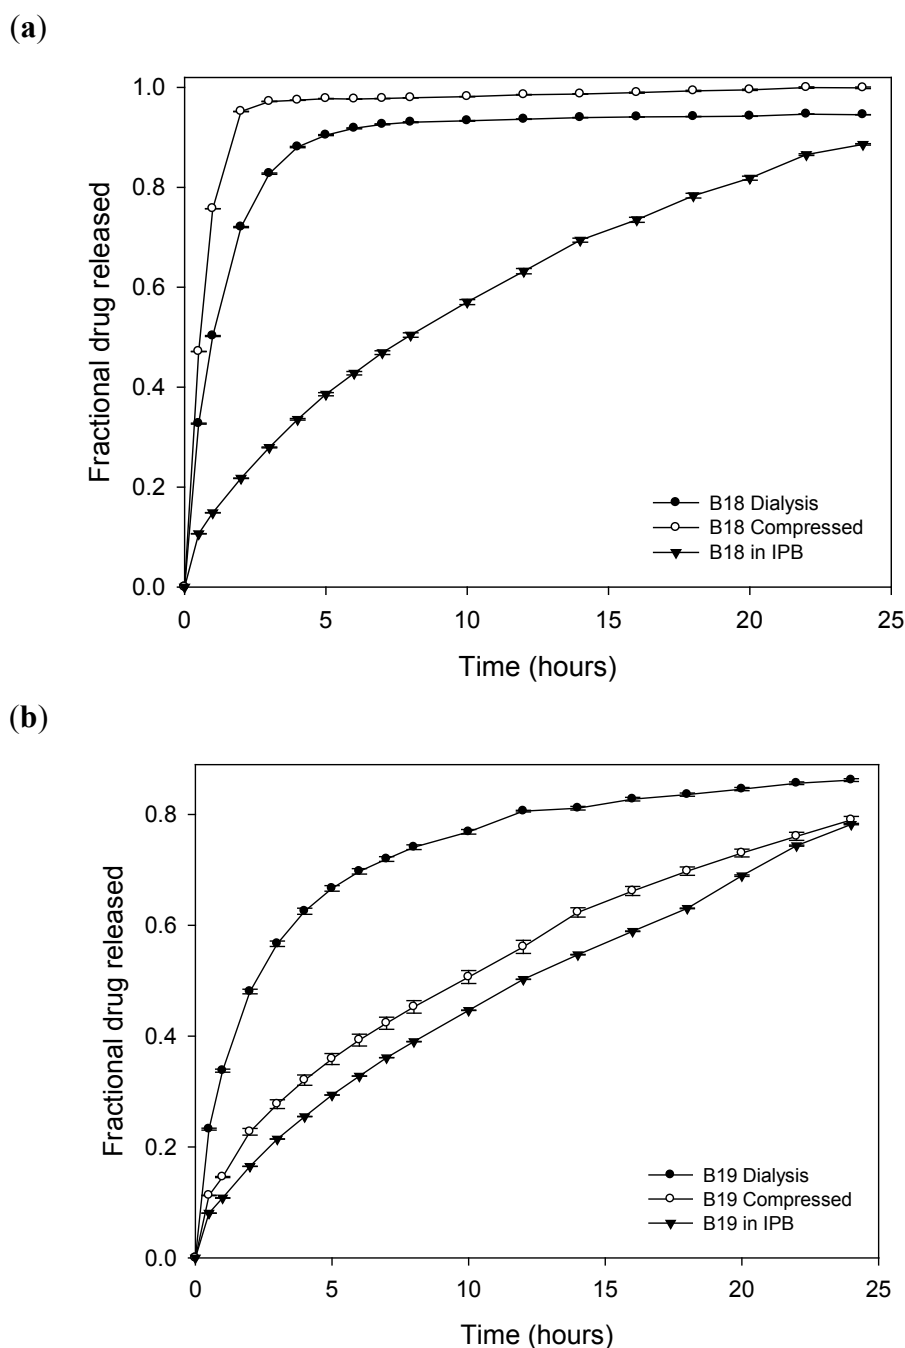 (a)
1.0
0.8
0.6
0.4
0.2
0.0
Fractional drug released
B18 Dialysis
B18 Compressed
B18 in IPB
0 5 10 15 20 25
Time (hours)
(b)
0.8
0.6
0.4
0.2
0.0
Fractional drug released
B19 Dialysis
B19 Compressed
B19 in IPB
0 5 10 15 20 25
Time (hours)